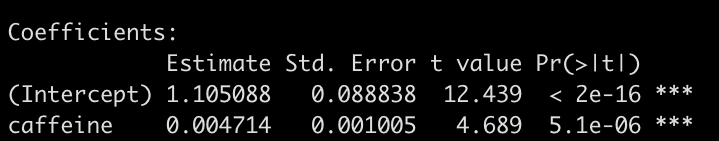 Coefficients:
Estimate Std. Error t value Pr(>|t|)
(Intercept) 1.105088 0.088838 12.439 < 2e-16 ***
caffeine 0.004714 0.001005 4.689 5.1e-06 ***